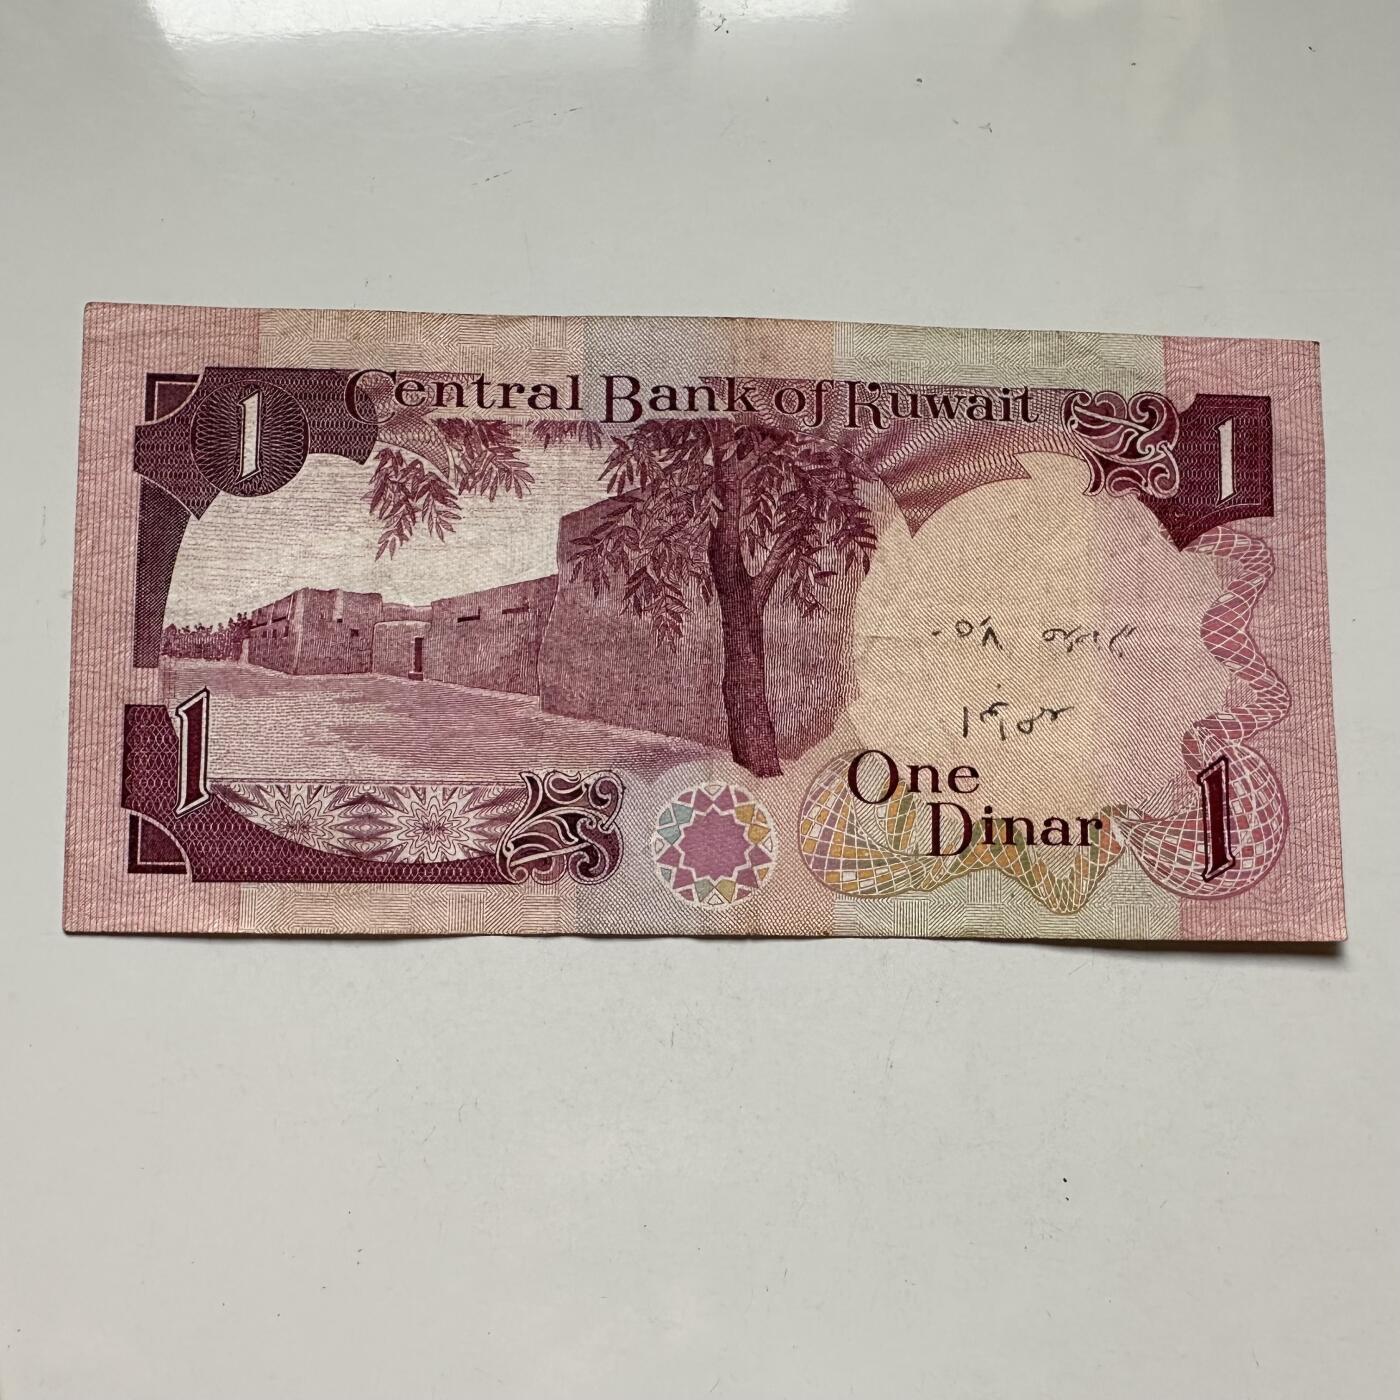 1 Central Bank of Kuwait 1
1 One
Dinar 1